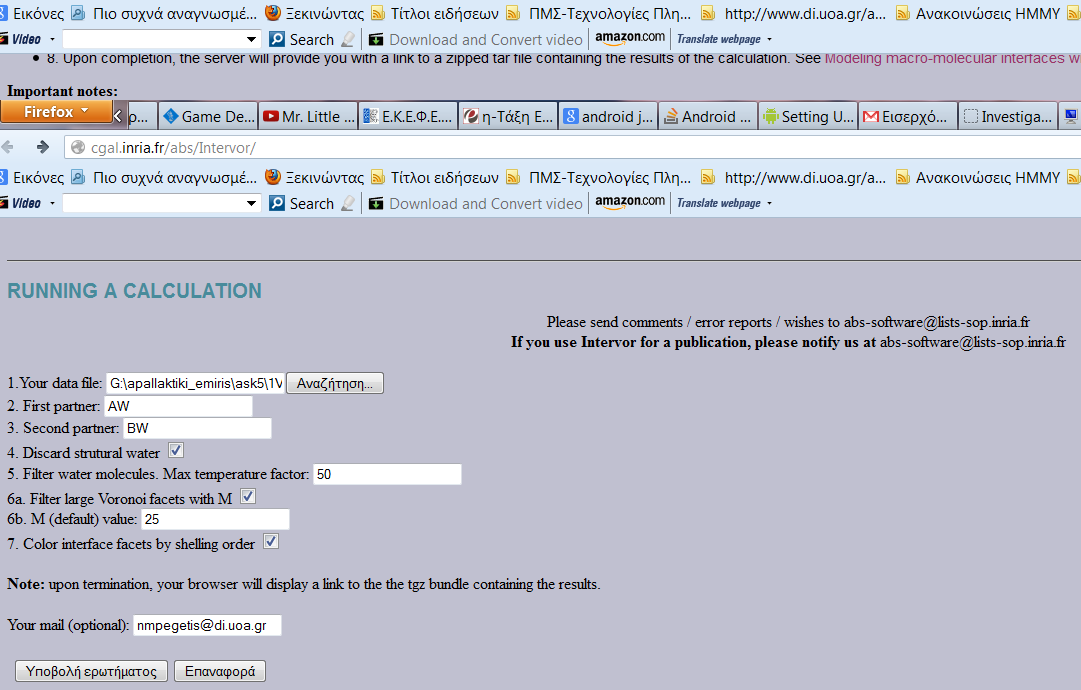 Εικόνες Πιο συχνά αναγνωσμέ... Ξεκινώντας Τίτλοι ειδήσεων ΠΜΣ-Τεχνολογίες Πλη... http://www.di.uoa.gr/a... Ανακοινώσεις ΗΜΜΥ
Video Search Download and Convert video amazon.com Translate webpage
8. Upon completion, the server will provide you with a link to a zipped tar file containing the results of the calculation. See Modeling macro-molecular interfaces w
Important notes:
Firefox ρ... Game De... Mr. Little ... Ε.Κ.Ε.Φ.Ε.... η-Τάξη Ε... android j... Android ... Setting U... Εισερχό... Investiga...
cgal.inria.fr/abs/Intervor/
Εικόνες Πιο συχνά αναγνωσμέ... Ξεκινώντας Τίτλοι ειδήσεων ΠΜΣ-Τεχνολογίες Πλη... http://www.di.uoa.gr/a... Ανακοινώσεις ΗΜΜΥ
Video Search Download and Convert video amazon.com Translate webpage
RUNNING A CALCULATION
Please send comments / error reports / wishes to abs-software@lists-sop.inria.fr
If you use Intervor for a publication, please notify us at abs-software@lists-sop.inria.fr
1.Your data file: G:\apallaktiki_emiris\ask5\1V Αναζήτηση...
2. First partner: AW
3. Second partner: BW
4. Discard strutural water
5. Filter water molecules. Max temperature factor: 50
6a. Filter large Voronoi facets with M
6b. M (default) value: 25
7. Color interface facets by shelling order
Note: upon termination, your browser will display a link to the the tgz bundle containing the results.
Your mail (optional): nmpegetis@di.uoa.gr
Υποβολή ερωτήματος Επαναφορά